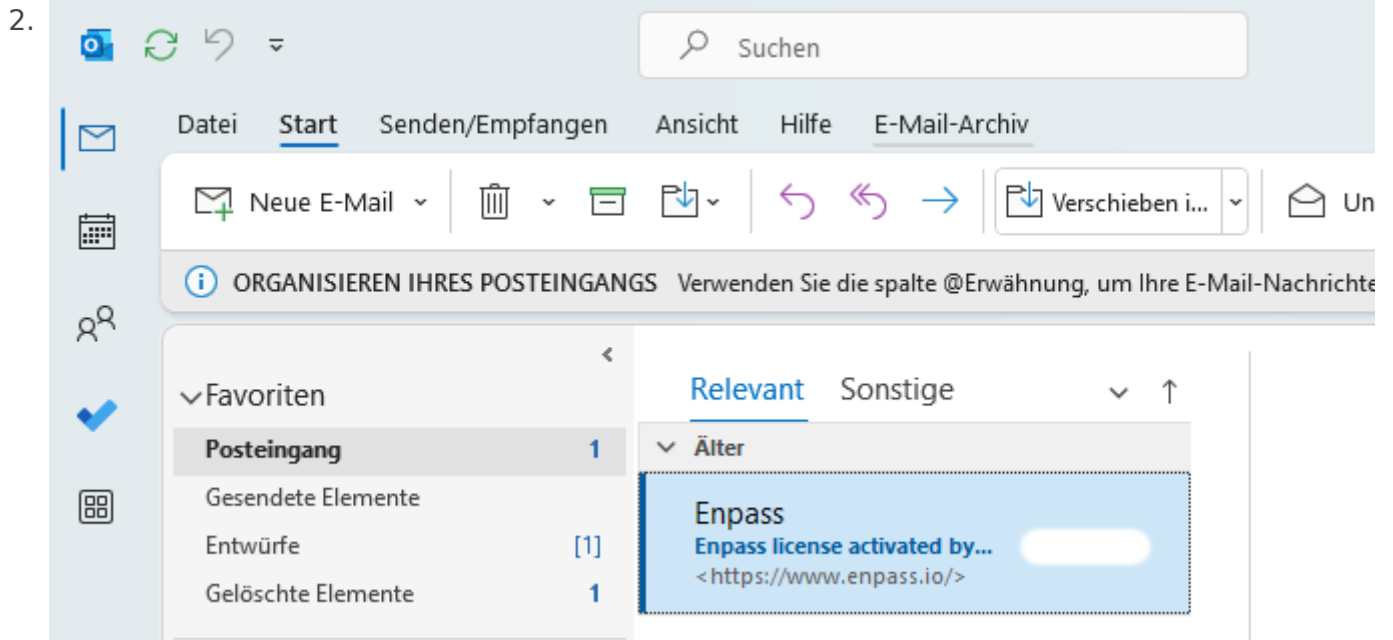 2.
Suchen
Datei Start Senden/Empfangen Ansicht Hilfe E-Mail-Archiv
Neue E-Mail Verschieben i... Un
ORGANISIEREN IHRES POSTEINGANGS Verwenden Sie die spalte @Erwähnung, um Ihre E-Mail-Nachrichte
Favoriten
Posteingang 1
Gesendete Elemente
Entwürfe [1]
Gelöschte Elemente 1
Relevant Sonstige
Älter
Enpass
Enpass license activated by...
<https://www.enpass.io/>